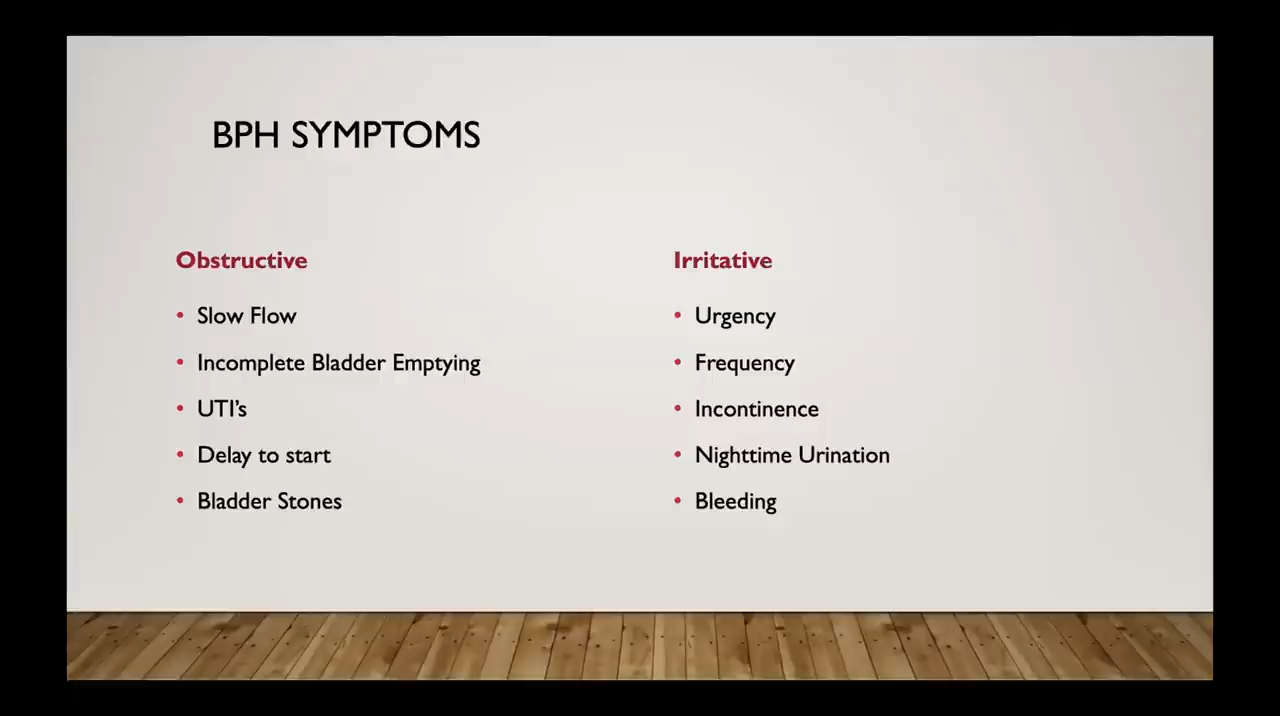 BPH SYMPTOMS
Obstructive
• Slow Flow
• Incomplete Bladder Emptying
• UTI’s
• Delay to start
• Bladder Stones
Irritative
• Urgency
• Frequency
• Incontinence
• Nighttime Urination
• Bleeding